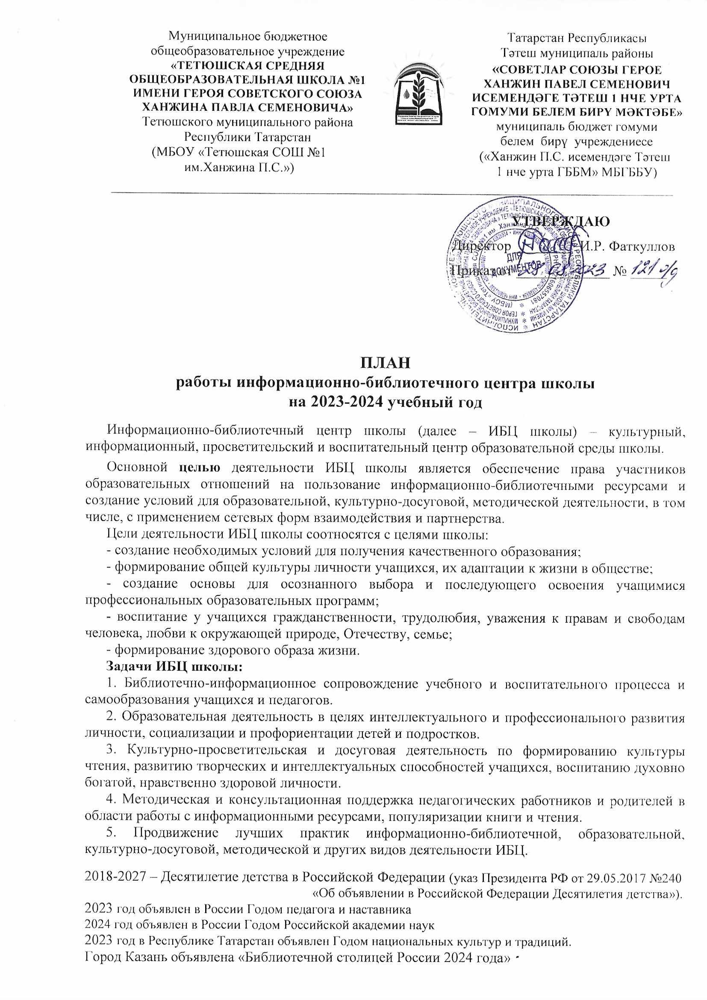 Муниципальное бюджетное
общеобразовательное учреждение
«ТЕТЮШСКАЯ СРЕДНЯЯ
ОБЩЕОБРАЗОВАТЕЛЬНАЯ ШКОЛА №1
ИМЕНИ ГЕРОЯ СОВЕТСКОГО СОЮЗА
ХАНЖИНА ПАВЛА СЕМЕНОВИЧА»
Тетюшского муниципального района
Республики Татарстан
(МБОУ «Тетюшская СОШ №1
им.Ханжина П.С.»)
Татарстан Республикасы
Тәтеш муниципаль районы
«СОВЕТЛАР СОЮЗЫ ГЕРОЕ
ХАНЖИН ПАВЕЛ СЕМЕНОВИЧ
ИСЕМЕНДӘГЕ ТӘТЕШ 1 НЧЕ УРТА
ГОМУМИ БЕЛЕМ БИРҮ МӘКТӘБЕ»
муниципаль бюджет гомуми
белем бирү учреждениесе
(«Ханжин П.С. исемендәге Тәтеш
1 нче урта ГББМ» МБГББУ)
УТВЕРЖДАЮ
Директор И.Р. Фаткуллов
Приказ от 28.08.2023 № 121 о/д
ДЛЯ
ДОКУМЕНТОВ
ПЛАН
работы информационно-библиотечного центра школы
на 2023-2024 учебный год
Информационно-библиотечный центр школы (далее – ИБЦ школы) – культурный,
информационный, просветительский и воспитательный центр образовательной среды школы.
Основной целью деятельности ИБЦ школы является обеспечение права участников
образовательных отношений на пользование информационно-библиотечными ресурсами и
создание условий для образовательной, культурно-досуговой, методической деятельности, в том
числе, с применением сетевых форм взаимодействия и партнерства.
Цели деятельности ИБЦ школы соотносятся с целями школы:
- создание необходимых условий для получения качественного образования;
- формирование общей культуры личности учащихся, их адаптации к жизни в обществе;
- создание основы для осознанного выбора и последующего освоения учащимися
профессиональных образовательных программ;
- воспитание у учащихся гражданственности, трудолюбия, уважения к правам и свободам
человека, любви к окружающей природе, Отечеству, семье;
- формирование здорового образа жизни.
Задачи ИБЦ школы:
1. Библиотечно-информационное сопровождение учебного и воспитательного процесса и
самообразования учащихся и педагогов.
2. Образовательная деятельность в целях интеллектуального и профессионального развития
личности, социализации и профориентации детей и подростков.
3. Культурно-просветительская и досуговая деятельность по формированию культуры
чтения, развитию творческих и интеллектуальных способностей учащихся, воспитанию духовно
богатой, нравственно здоровой личности.
4. Методическая и консультационная поддержка педагогических работников и родителей в
области работы с информационными ресурсами, популяризации книги и чтения.
5. Продвижение лучших практик информационно-библиотечной, образовательной,
культурно-досуговой, методической и других видов деятельности ИБЦ.
2018-2027 – Десятилетие детства в Российской Федерации (указ Президента РФ от 29.05.2017 №240
«Об объявлении в Российской Федерации Десятилетия детства»).
2023 год объявлен в России Годом педагога и наставника
2024 год объявлен в России Годом Российской академии наук
2023 год в Республике Татарстан объявлен Годом национальных культур и традиций.
Город Казань объявлена «Библиотечной столицей России 2024 года»